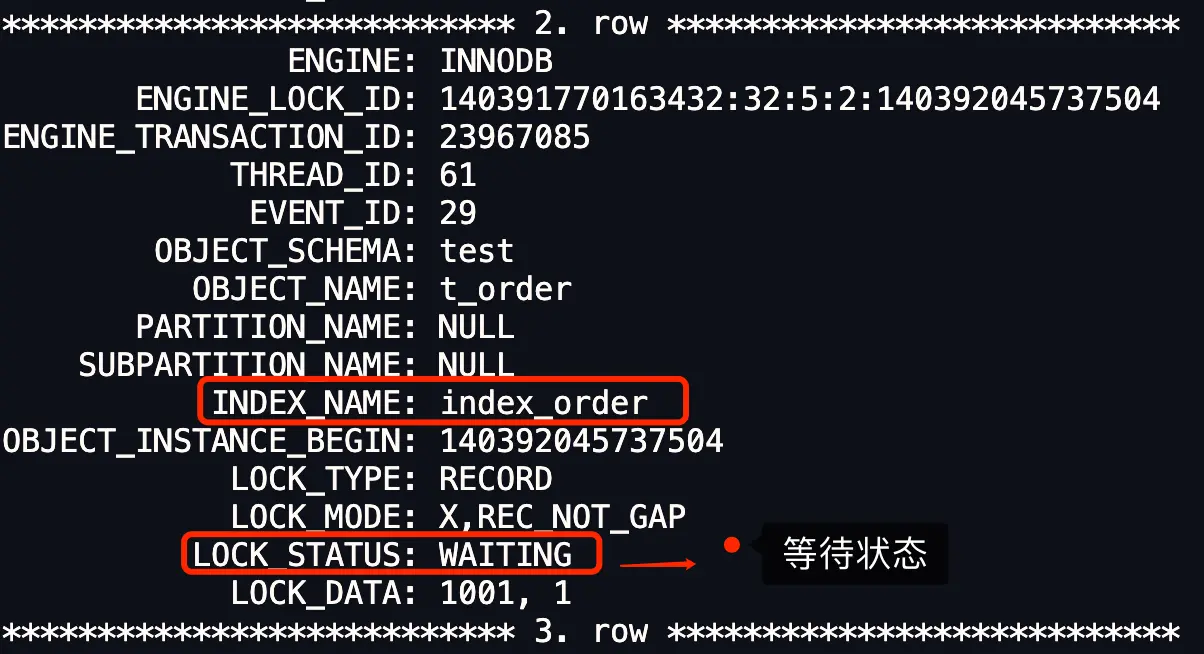 *************************** 2. row ***************************
ENGINE: INNODB
ENGINE_LOCK_ID: 140391770163432:32:5:2:140392045737504
ENGINE_TRANSACTION_ID: 23967085
THREAD_ID: 61
EVENT_ID: 29
OBJECT_SCHEMA: test
OBJECT_NAME: t_order
PARTITION_NAME: NULL
SUBPARTITION_NAME: NULL
INDEX_NAME: index_order
OBJECT_INSTANCE_BEGIN: 140392045737504
LOCK_TYPE: RECORD
LOCK_MODE: X,REC_NOT_GAP
LOCK_STATUS: WAITING 等待状态
LOCK_DATA: 1001, 1
*************************** 3. row ***************************